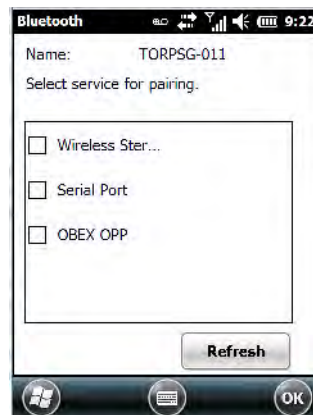 Bluetooth 9:22
Name: TORPSG-011
Select service for pairing.
Wireless Ster...
Serial Port
OBEX OPP
Refresh
OK